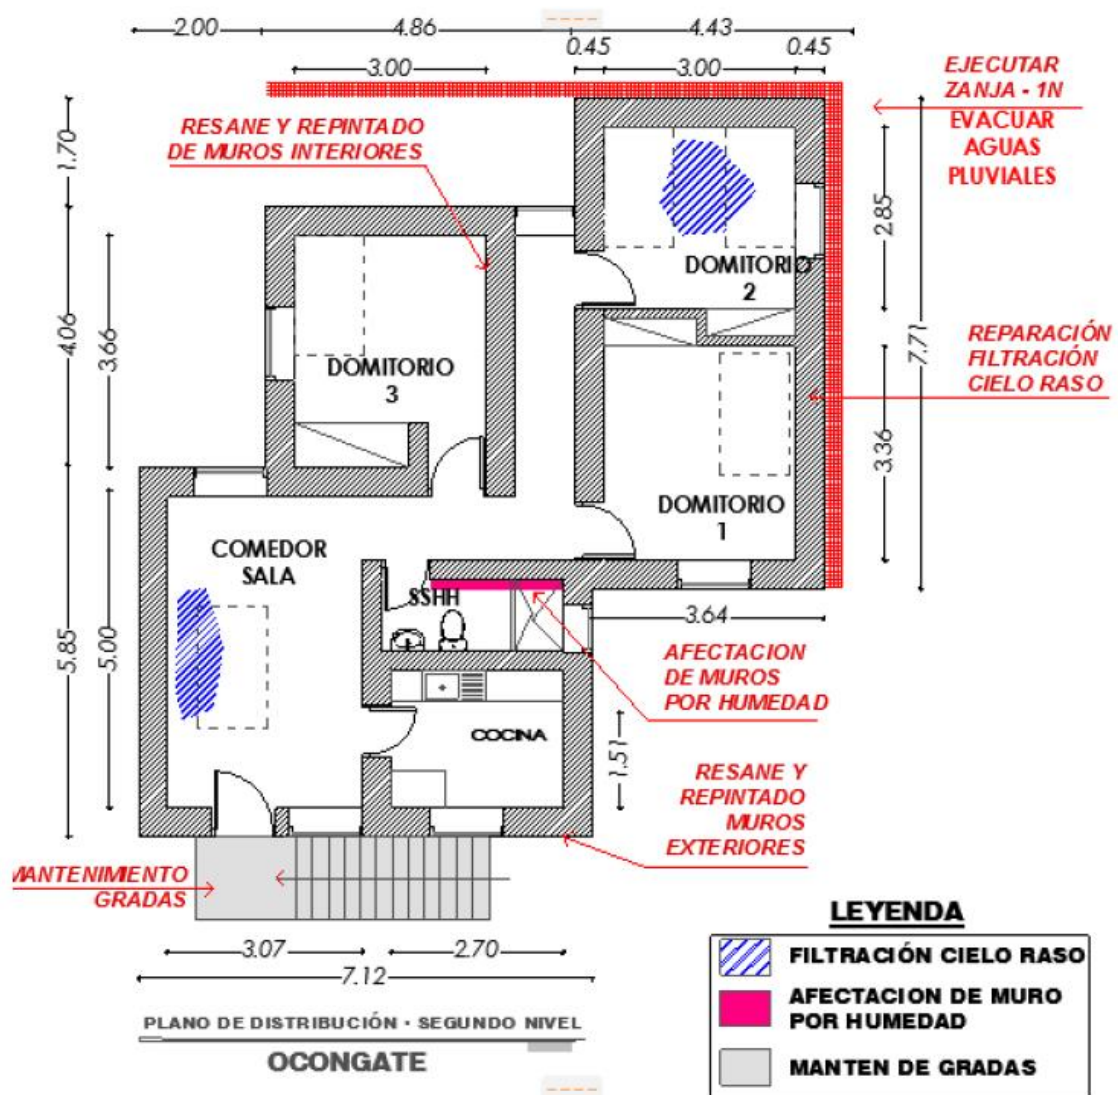 2.00
4.86
4.43
0.45
0.45
3.00
3.00
EJECUTAR
ZANJA - 1N
EVACUAR
AGUAS
PLUVIALES
RESANE Y REPINTADO
DE MUROS INTERIORES
1.70
2.85
DOMITORIO
2
4.06
3.66
DOMITORIO
3
7.71
REPARACIÓN
FILTRACIÓN
CIELO RASO
3.36
DOMITORIO
1
COMEDOR
SALA
SSHH
3.64
5.85
5.00
AFECTACION
DE MUROS
POR HUMEDAD
COCINA
1.51
RESANE Y
REPINTADO
MUROS
EXTERIORES
MANTENIMIENTO
GRADAS
3.07
2.70
7.12
PLANO DE DISTRIBUCIÓN • SEGUNDO NIVEL
OCONGATE
LEYENDA
FILTRACIÓN CIELO RASO
AFECTACION DE MURO
POR HUMEDAD
MANTEN DE GRADAS